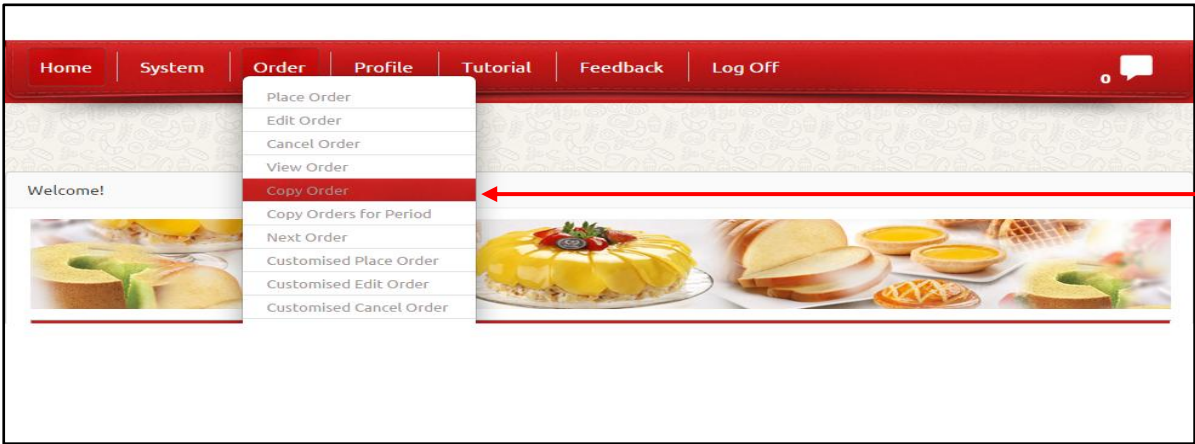 Home System Order Profile Tutorial Feedback Log Off 0
Place Order
Edit Order
Cancel Order
View Order
Welcome!
Copy Order
Copy Orders for Period
Next Order
Customised Place Order
Customised Edit Order
Customised Cancel Order